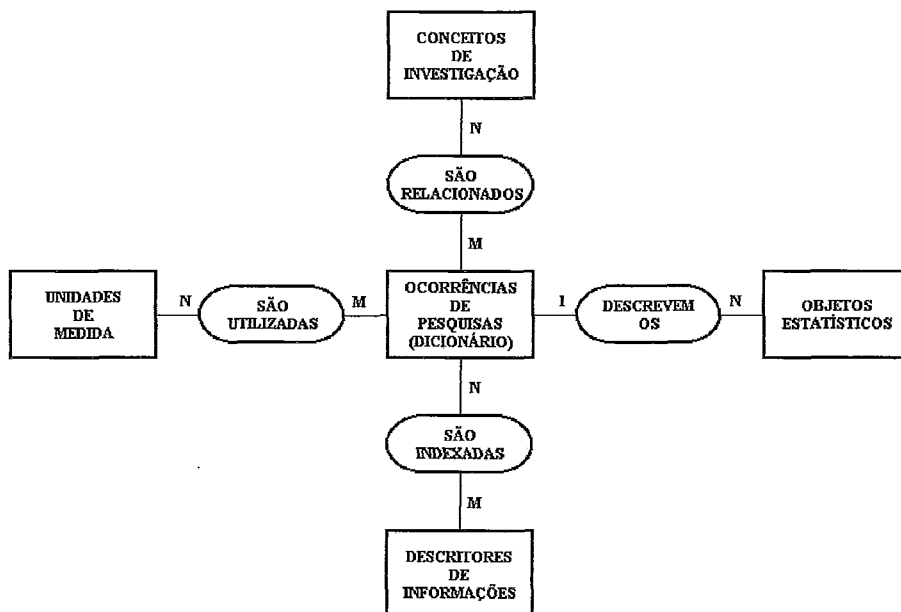 CONCEITOS
DE
INVESTIGAÇÃO
N
SÃO
RELACIONADOS
M
UNIDADES
DE
MEDIDA
N
SÃO
UTILIZADAS
M
OCORRÊNCIAS
DE
PESQUISAS
(DICIONÁRIO)
1
DESCREVEM
OS
N
OBJETOS
ESTATÍSTICOS
N
SÃO
INDEXADAS
M
DESCRITORES
DE
INFORMAÇÕES